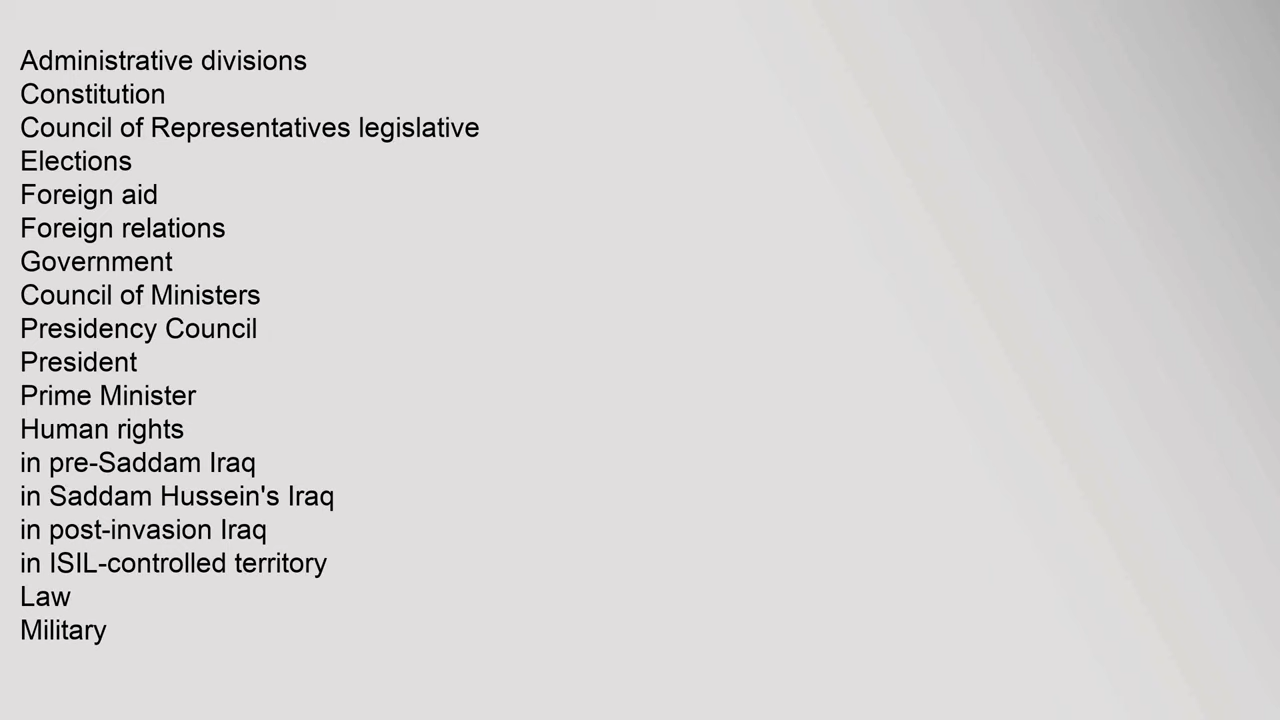 Administrative divisions
Constitution
Council of Representatives legislative
Elections
Foreign aid
Foreign relations
Government
Council of Ministers
Presidency Council
President
Prime Minister
Human rights
in pre-Saddam Iraq
in Saddam Hussein's Iraq
in post-invasion Iraq
in ISIL-controlled territory
Law
Military